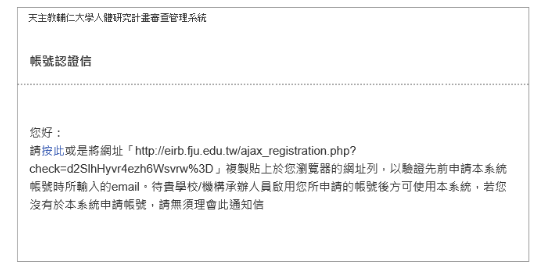 天主教輔仁大學人體研究計畫審查管理系統
帳號認證信
您好：
請按此或是將網址「http://eirb.fju.edu.tw/ajax_registration.php?
check=d2SlhHyvr4ezh6Wsvrw%3D」複製貼上於您瀏覽器的網址列，以驗證先前申請本系統
帳號時所輸入的email。待貴學校/機構承辦人員啟用您所申請的帳號後方可使用本系統，若您
沒有於本系統申請帳號，請無須理會此通知信